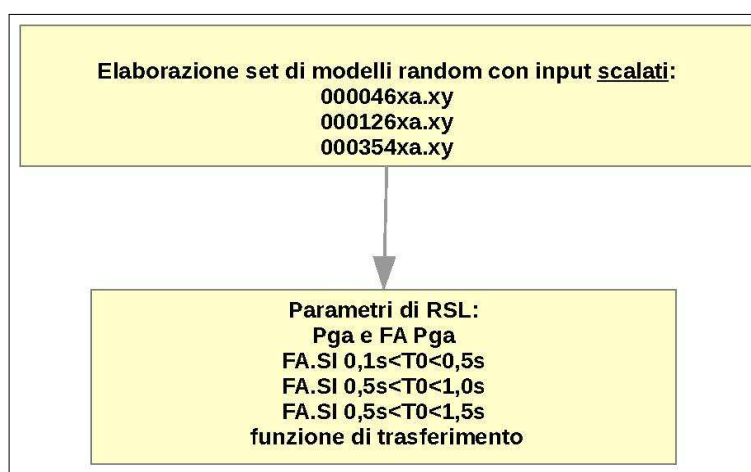 Elaborazione set di modelli random con input scalati:
000046xa.xy
000126xa.xy
000354xa.xy
Parametri di RSL:
Pga e FA Pga
FA.SI 0,1s<T0<0,5s
FA.SI 0,5s<T0<1,0s
FA.SI 0,5s<T0<1,5s
funzione di trasferimento